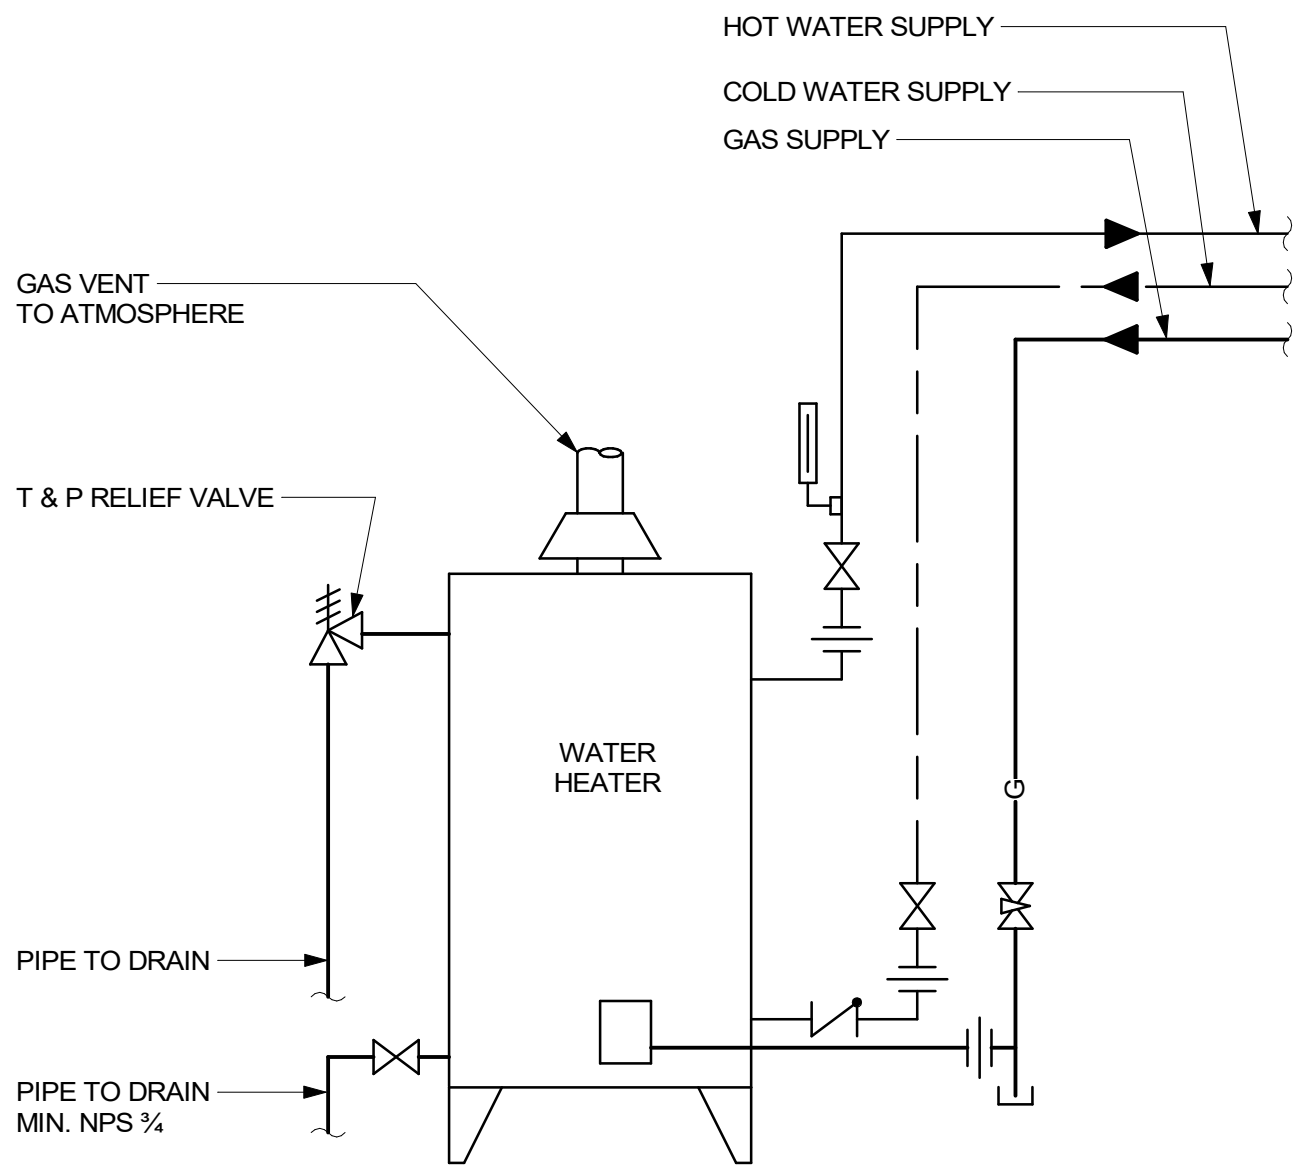 HOT WATER SUPPLY
COLD WATER SUPPLY
GAS SUPPLY
GAS VENT
TO ATMOSPHERE
T & P RELIEF VALVE
WATER
HEATER
G
PIPE TO DRAIN
PIPE TO DRAIN
MIN. NPS ¾